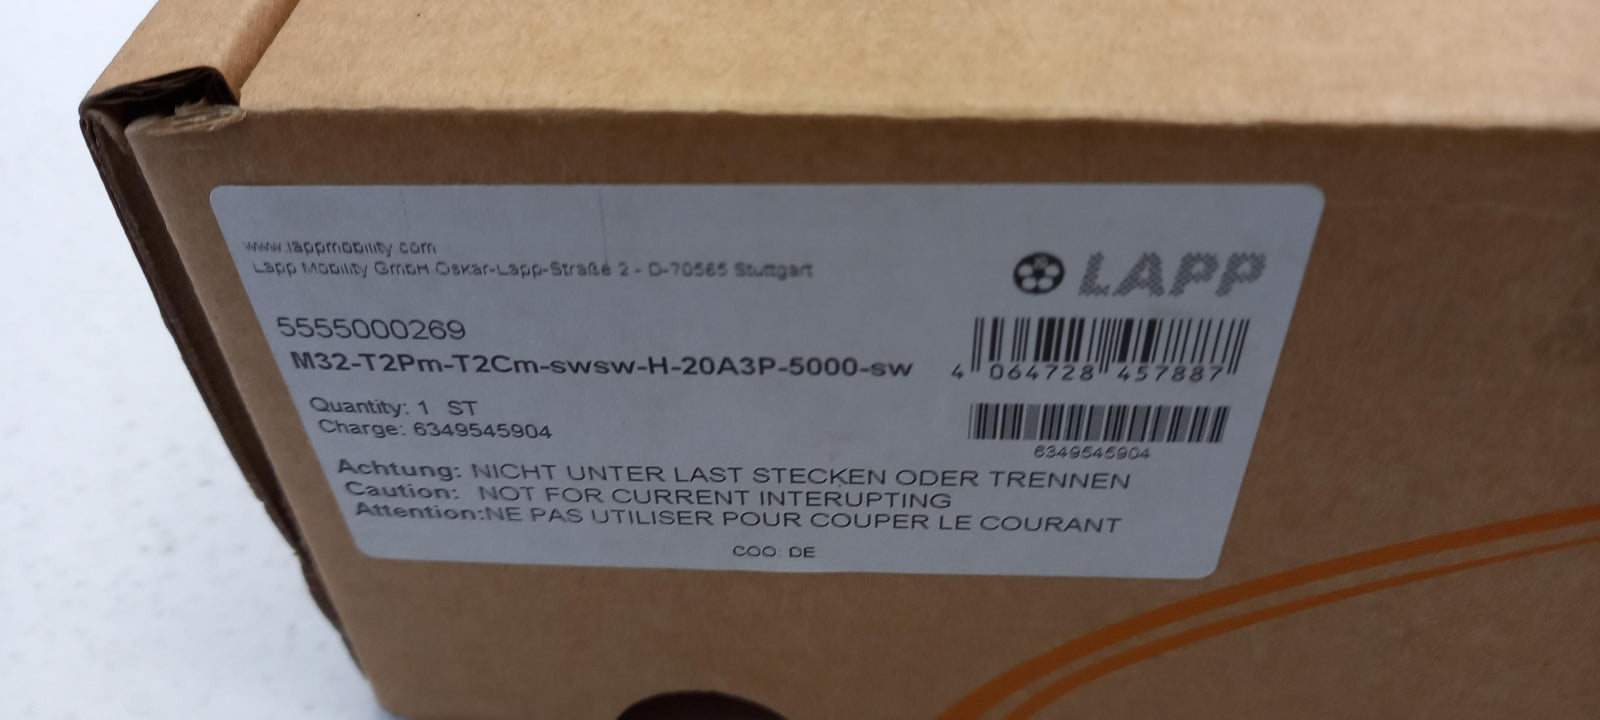 www.lappmobility.com
Lapp Mobility GmbH Oskar-Lapp-Straße 2 - D-70565 Stuttgart
LAPP
5555000269
M32-T2Pm-T2Cm-swsw-H-20A3P-5000-sw
4 064728 457887
Quantity: 1 ST
Charge: 6349545904
6349545904
Achtung: NICHT UNTER LAST STECKEN ODER TRENNEN
Caution: NOT FOR CURRENT INTERUPTING
Attention:NE PAS UTILISER POUR COUPER LE COURANT
COO: DE